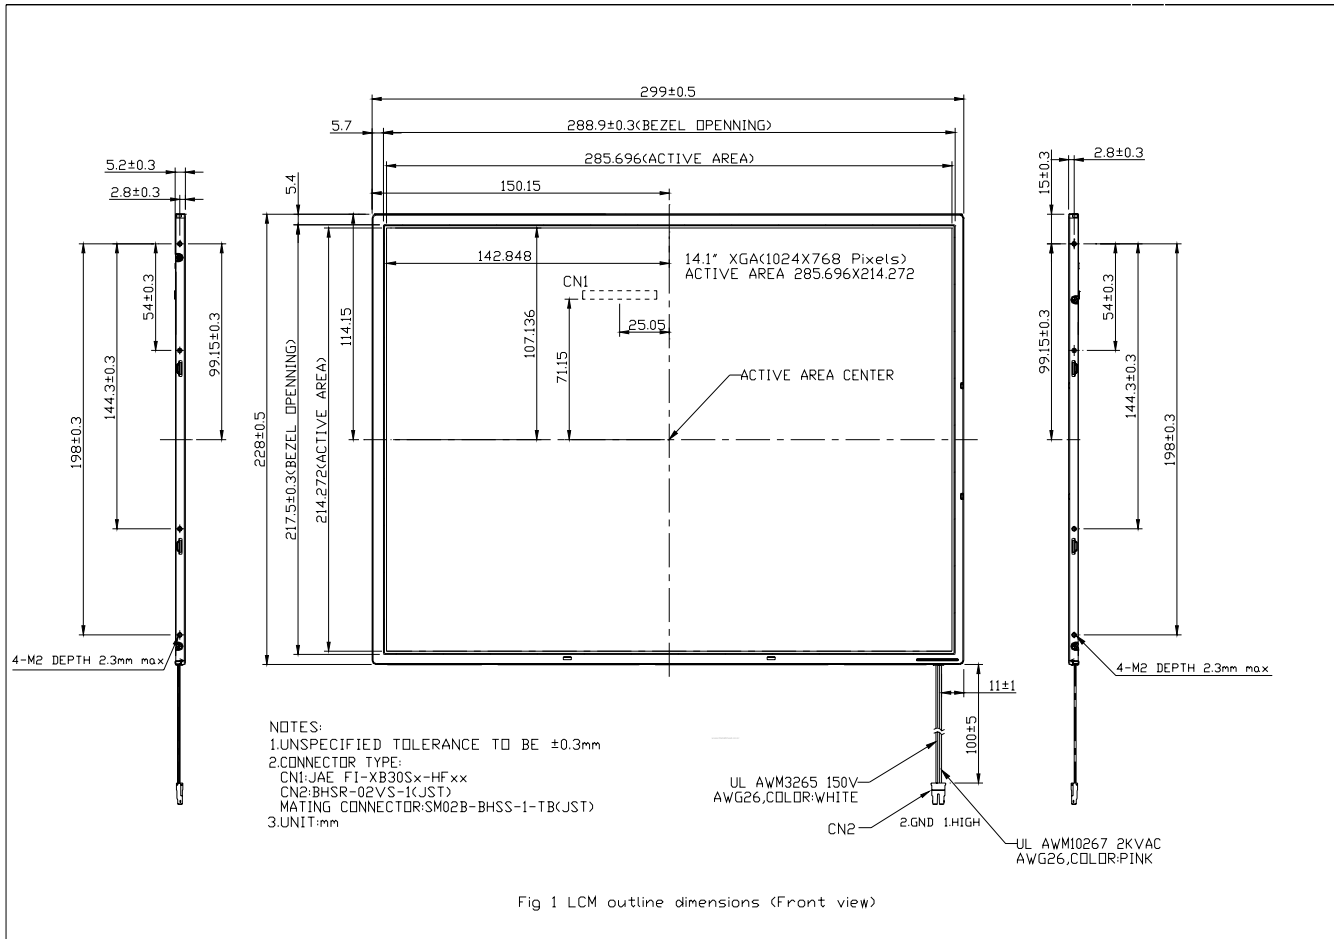 299±0.5
5.7
288.9±0.3(BEZEL OPENNING)
285.696(ACTIVE AREA)
150.15
5.2±0.3
2.8±0.3
5.4
15±0.3
2.8±0.3
142.848
14.1" XGA(1024X768 Pixels)
ACTIVE AREA 285.696X214.272
CN1
25.05
71.15
107.136
114.15
ACTIVE AREA CENTER
54±0.3
99.15±0.3
144.3±0.3
198±0.3
228±0.5
217.5±0.3(BEZEL OPENNING)
214.272(ACTIVE AREA)
99.15±0.3
54±0.3
144.3±0.3
198±0.3
4-M2 DEPTH 2.3mm max
4-M2 DEPTH 2.3mm max
11±1
100±5
NOTES:
1.UNSPECIFIED TOLERANCE TO BE ±0.3mm
2.CONNECTOR TYPE:
CN1:JAE FI-XB30Sx-HFxx
CN2:BHSR-02VS-1(JST)
MATING CONNECTOR:SM02B-BHSS-1-TB(JST)
3.UNIT:mm
UL AWM3265 150V
AWG26,COLOR:WHITE
CN2
2.GND 1.HIGH
UL AWM10267 2KVAC
AWG26,COLOR:PINK
Fig 1 LCM outline dimensions (Front view)